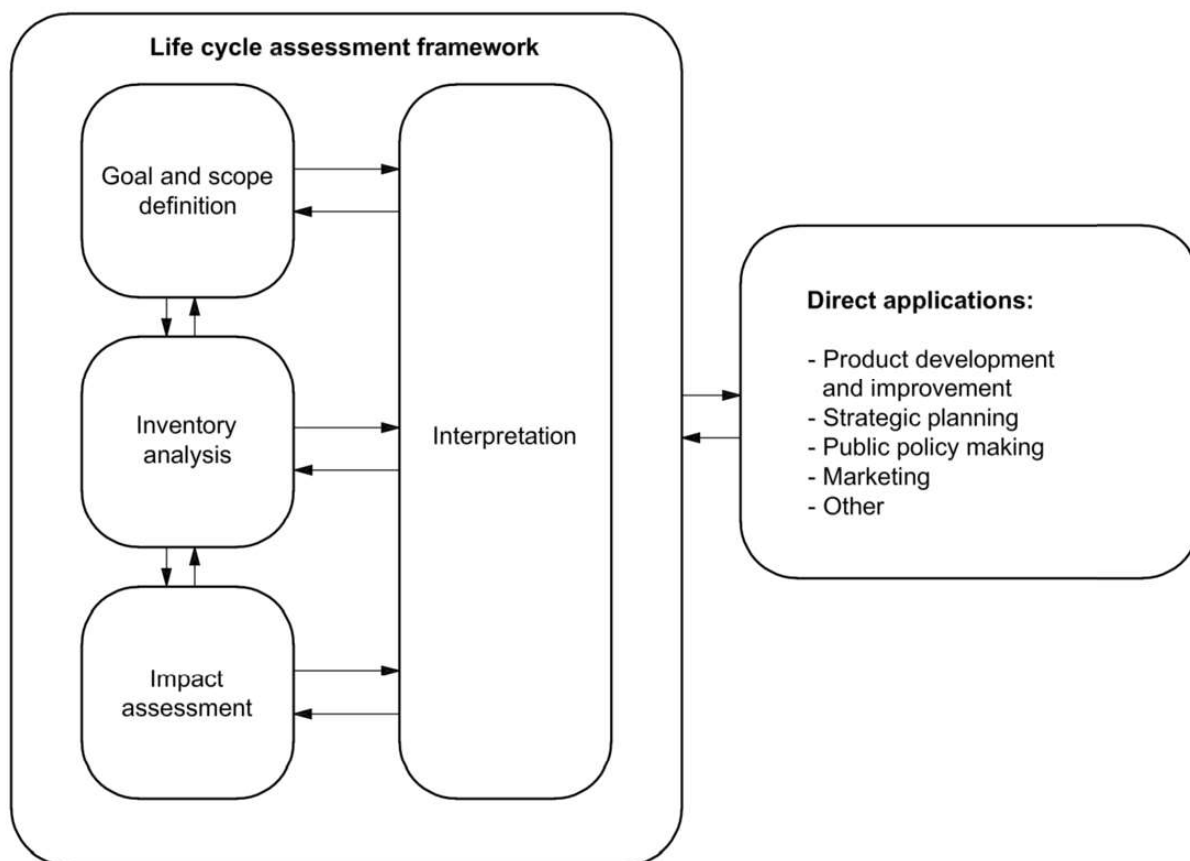 Life cycle assessment framework
Goal and scope
definition
Inventory
analysis
Impact
assessment
Interpretation
Direct applications:
- Product development
and improvement
- Strategic planning
- Public policy making
- Marketing
- Other